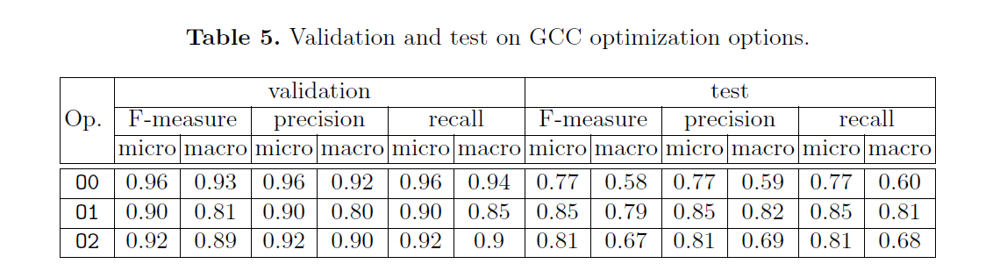 Table 5. Validation and test on GCC optimization options.
validation test
Op. F-measure precision recall F-measure precision recall
micro macro micro macro micro macro micro macro micro macro micro macro
O0 0.96 0.93 0.96 0.92 0.96 0.94 0.77 0.58 0.77 0.59 0.77 0.60
O1 0.90 0.81 0.90 0.80 0.90 0.85 0.85 0.79 0.85 0.82 0.85 0.81
O2 0.92 0.89 0.92 0.90 0.92 0.9 0.81 0.67 0.81 0.69 0.81 0.68